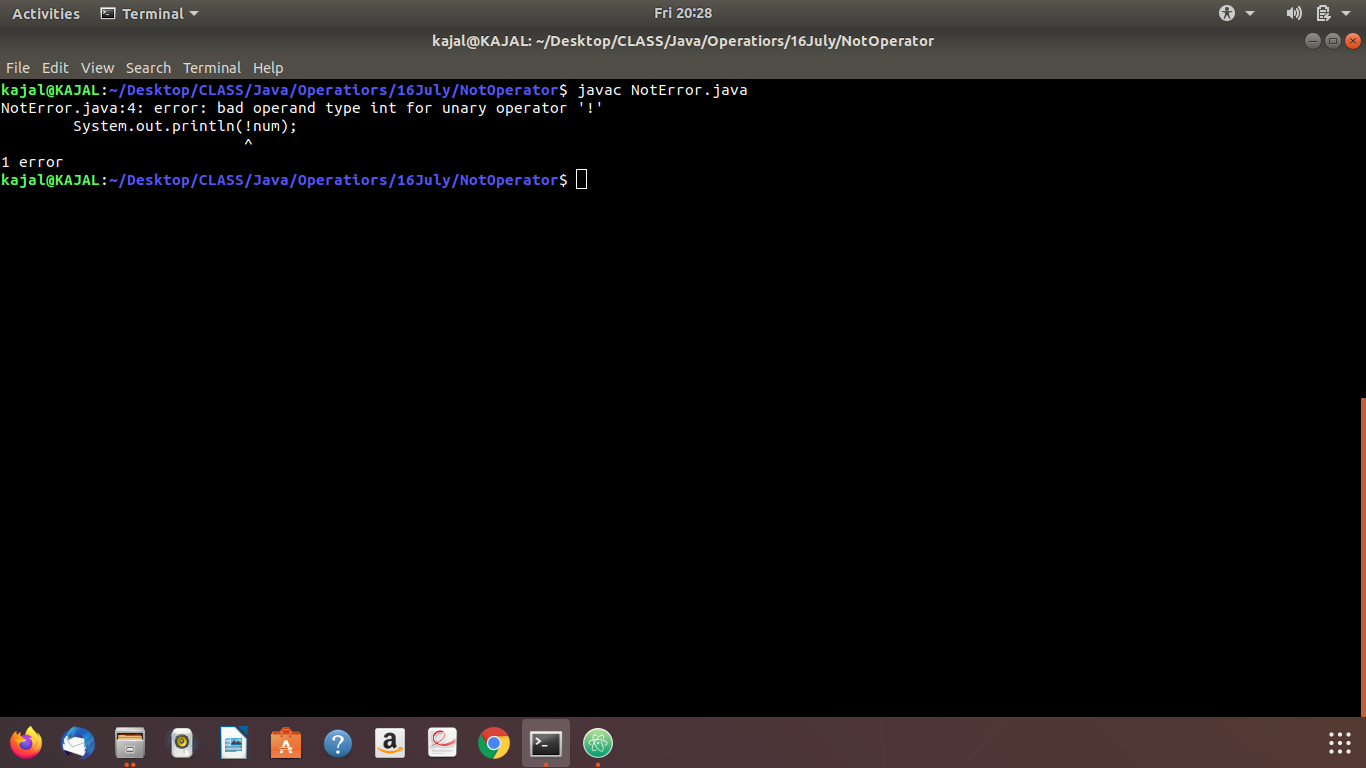 Activities Terminal Fri 20:28
kajal@KAJAL: ~/Desktop/CLASS/Java/Operatiors/16July/NotOperator
File Edit View Search Terminal Help
kajal@KAJAL:~/Desktop/CLASS/Java/Operatiors/16July/NotOperator$ javac NotError.java
NotError.java:4: error: bad operand type int for unary operator '!'
        System.out.println(!num);
                           ^
1 error
kajal@KAJAL:~/Desktop/CLASS/Java/Operatiors/16July/NotOperator$